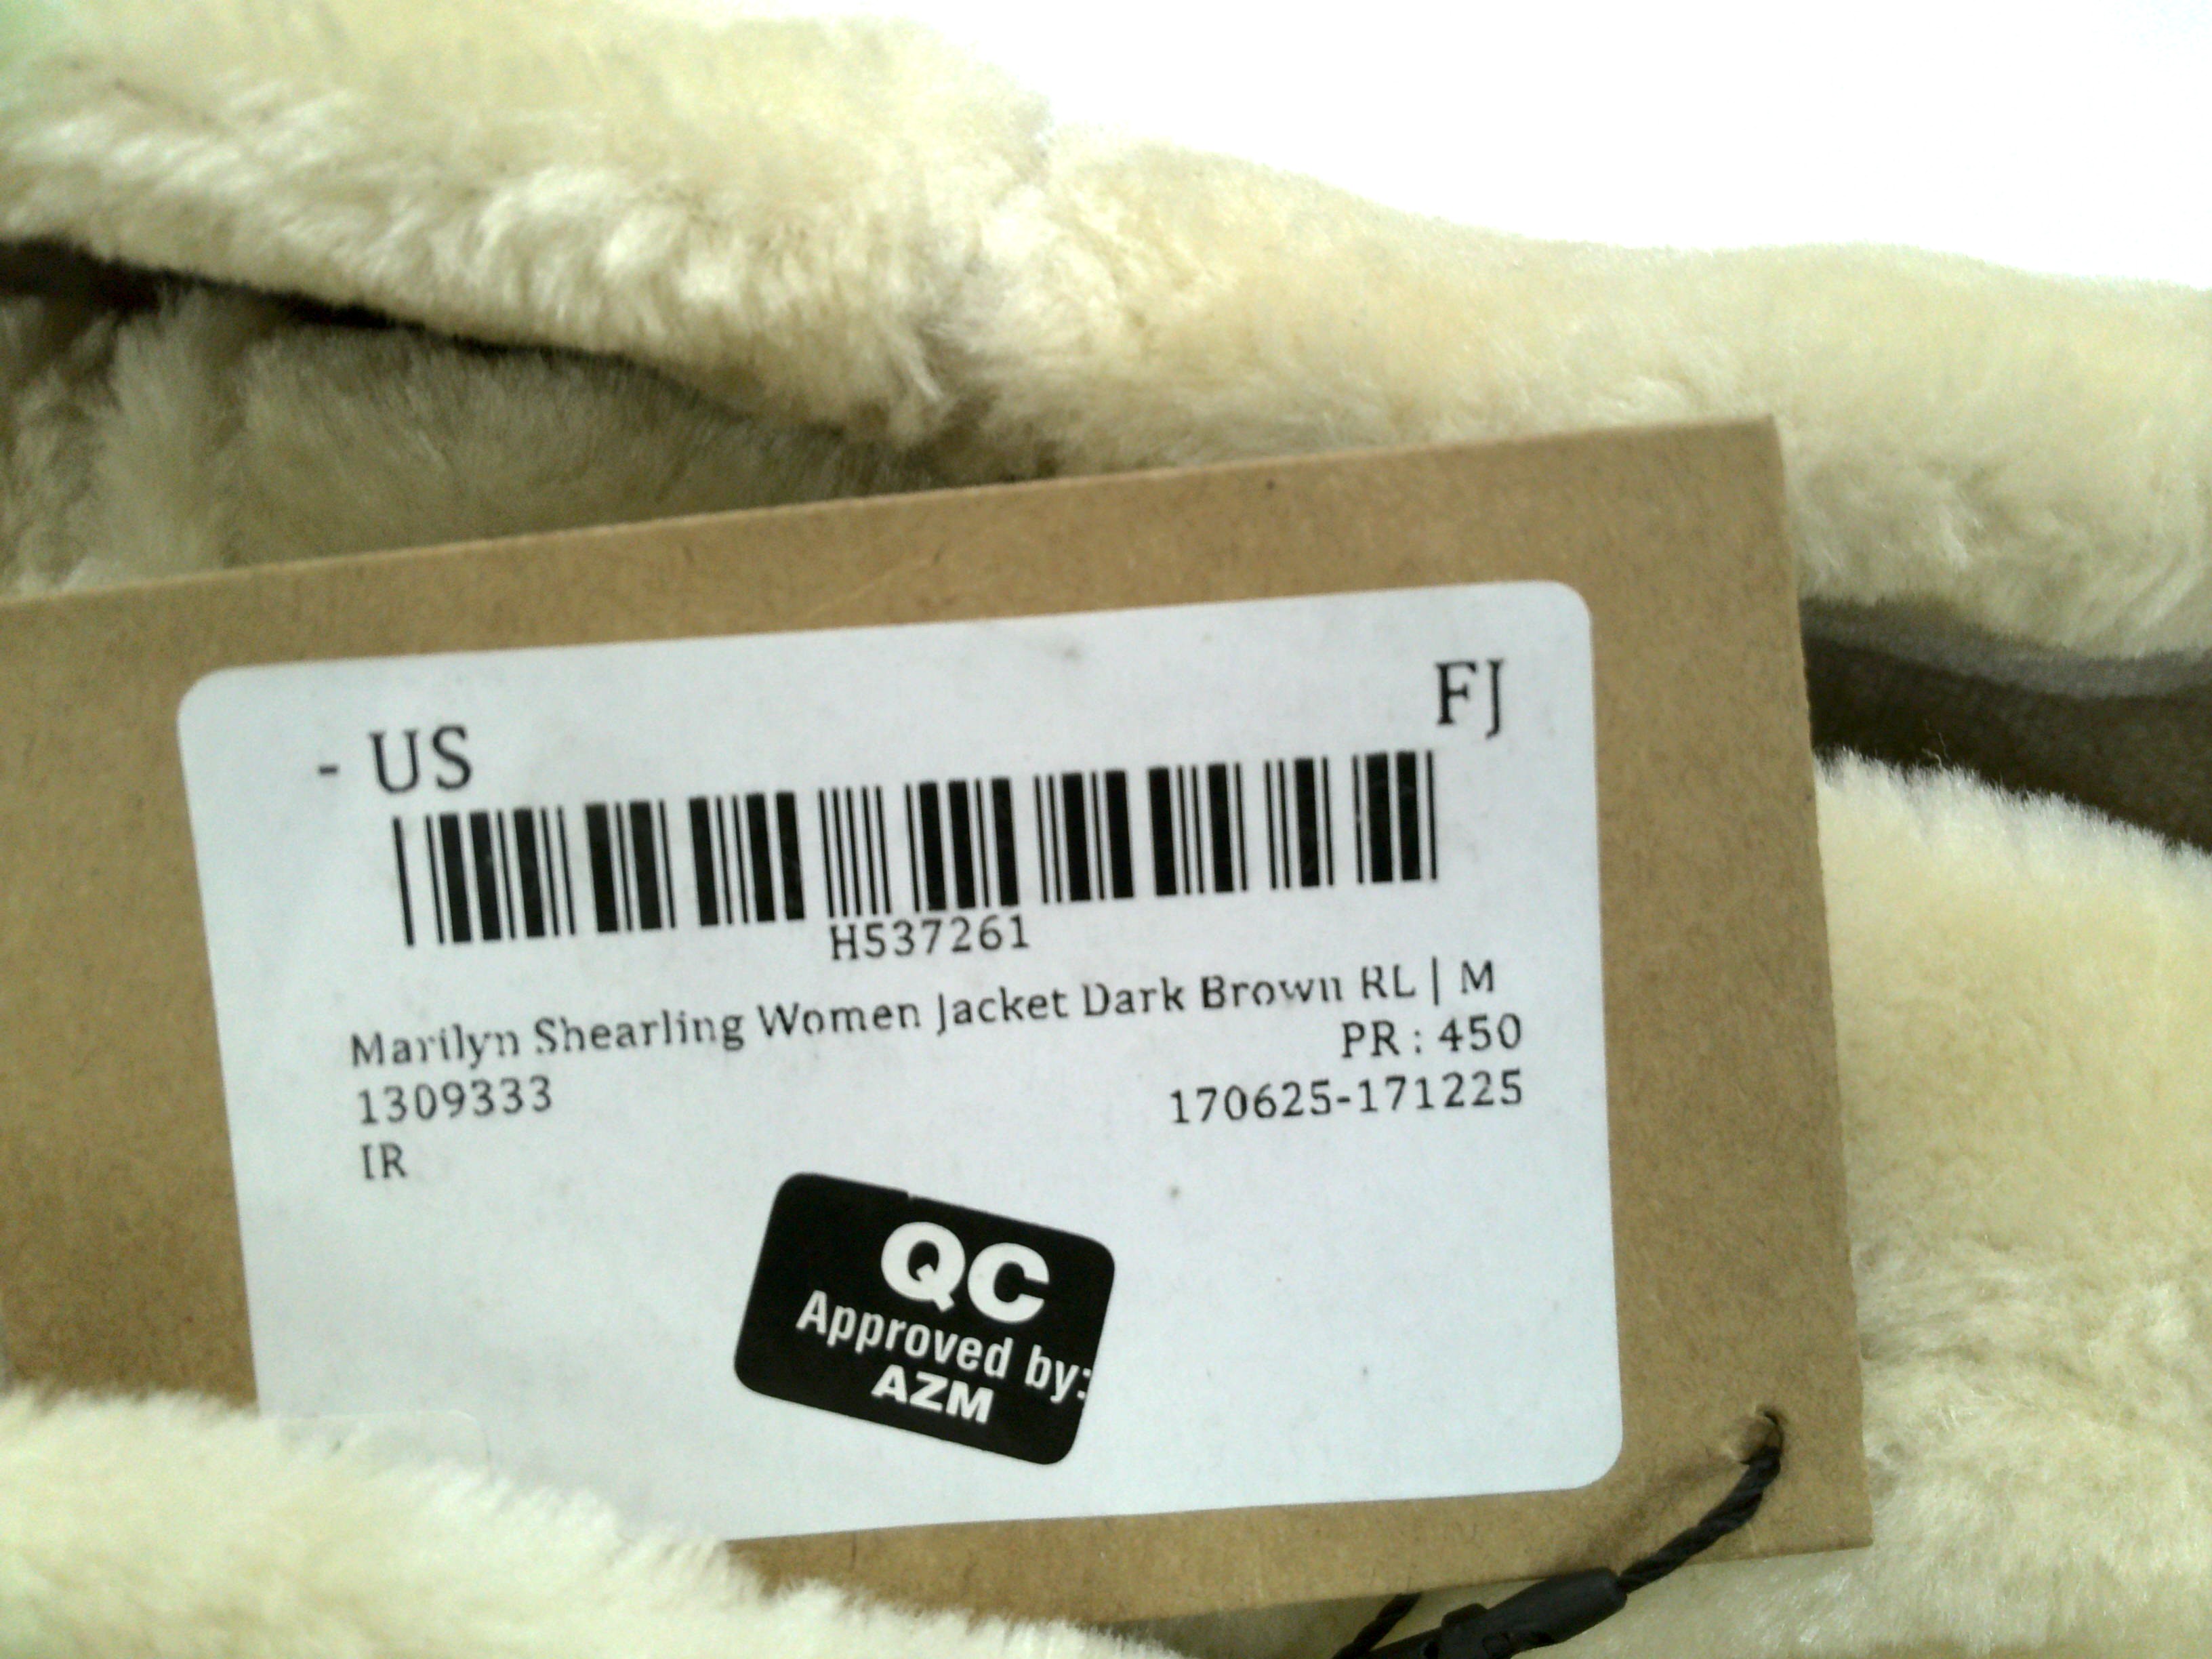 - US
FJ
H537261
Marilyn Shearling Women Jacket Dark Brown RL | M
PR : 450
1309333
170625-171225
IR
QC
Approved by:
AZM